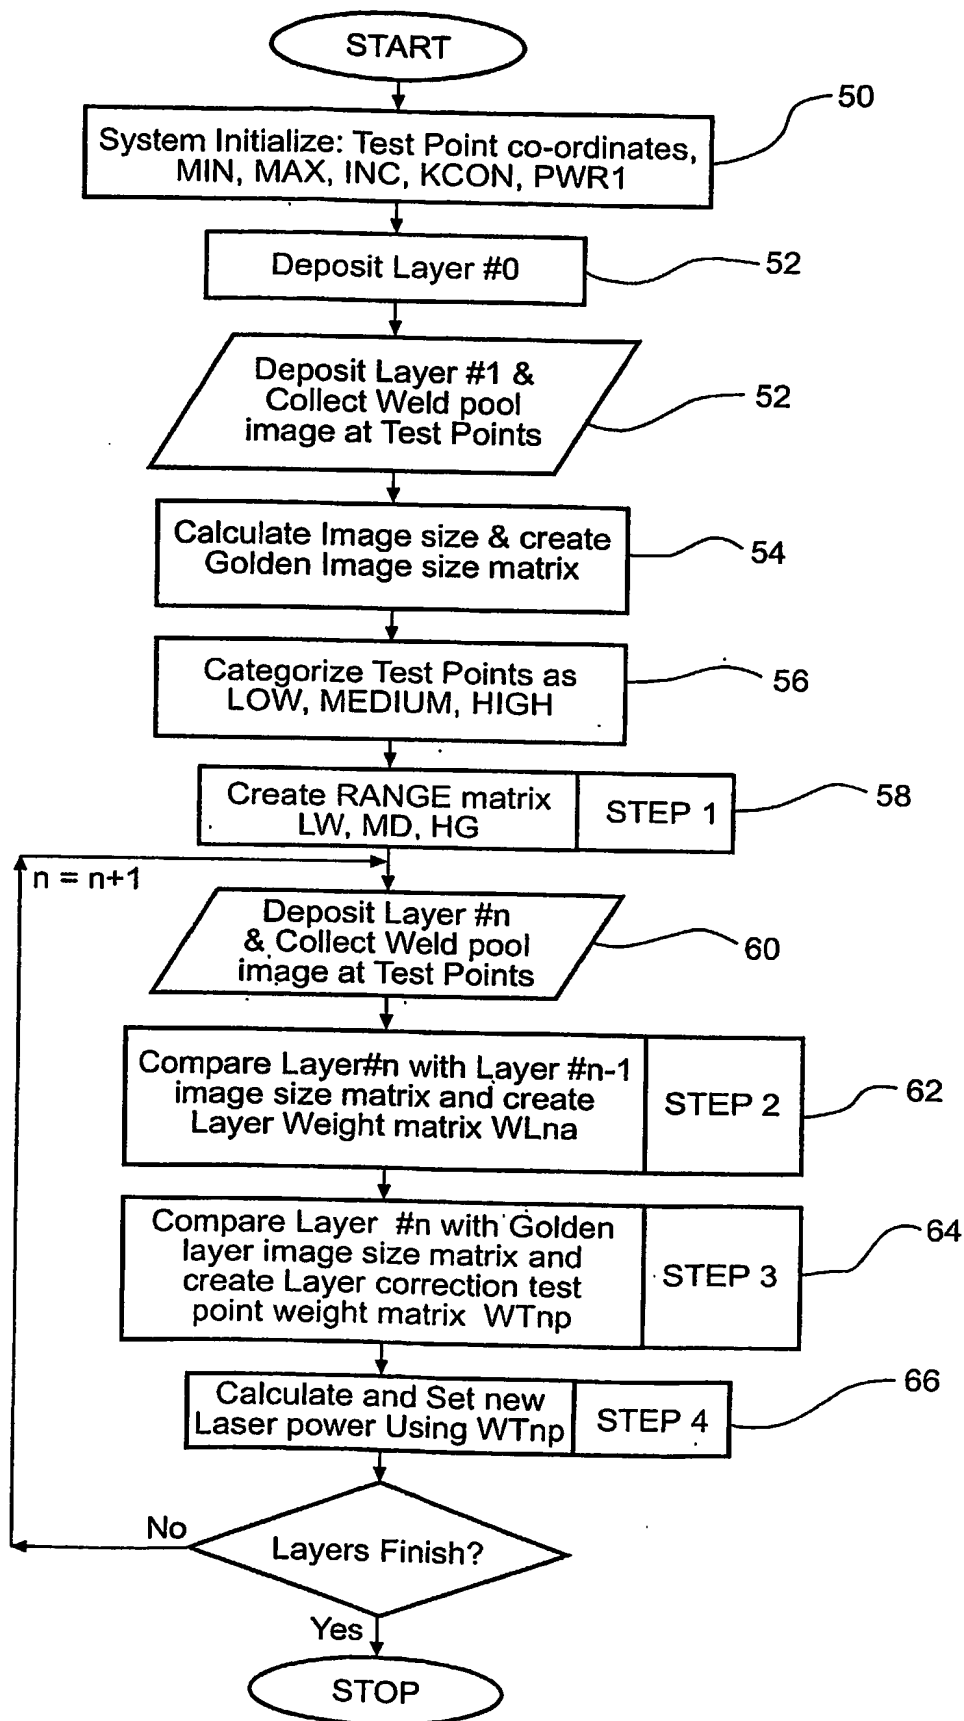 START
50
System Initialize: Test Point co-ordinates,
MIN, MAX, INC, KCON, PWR1
Deposit Layer #0
52
Deposit Layer #1 &
Collect Weld pool
image at Test Points
52
Calculate Image size & create
Golden Image size matrix
54
Categorize Test Points as
LOW, MEDIUM, HIGH
56
Create RANGE matrix
LW, MD, HG
STEP 1
58
n = n+1
Deposit Layer #n
& Collect Weld pool
image at Test Points
60
Compare Layer#n with Layer #n-1
image size matrix and create
Layer Weight matrix WLna
STEP 2
62
Compare Layer #n with Golden
layer image size matrix and
create Layer correction test
point weight matrix WTnp
STEP 3
64
Calculate and Set new
Laser power Using WTnp
STEP 4
66
No
Layers Finish?
Yes
STOP